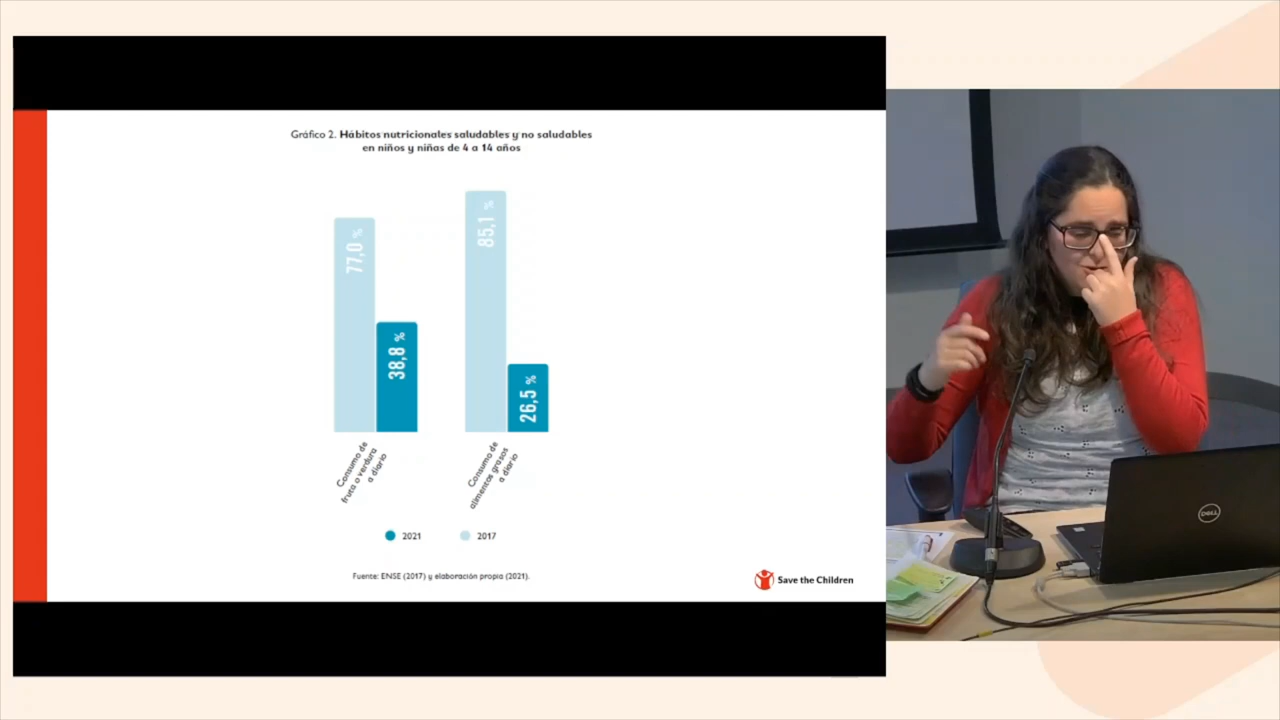 Gráfico 2. Hábitos nutricionales saludables y no saludables
en niños y niñas de 4 a 14 años
77,0 %
38,8 %
85,1 %
26,5 %
Consumo de
fruta o verdura
a diario
Consumo de
alimentos grasos
a diario
2021
2017
Fuente: ENSE (2017) y elaboración propia (2021).
Save the Children
DELL